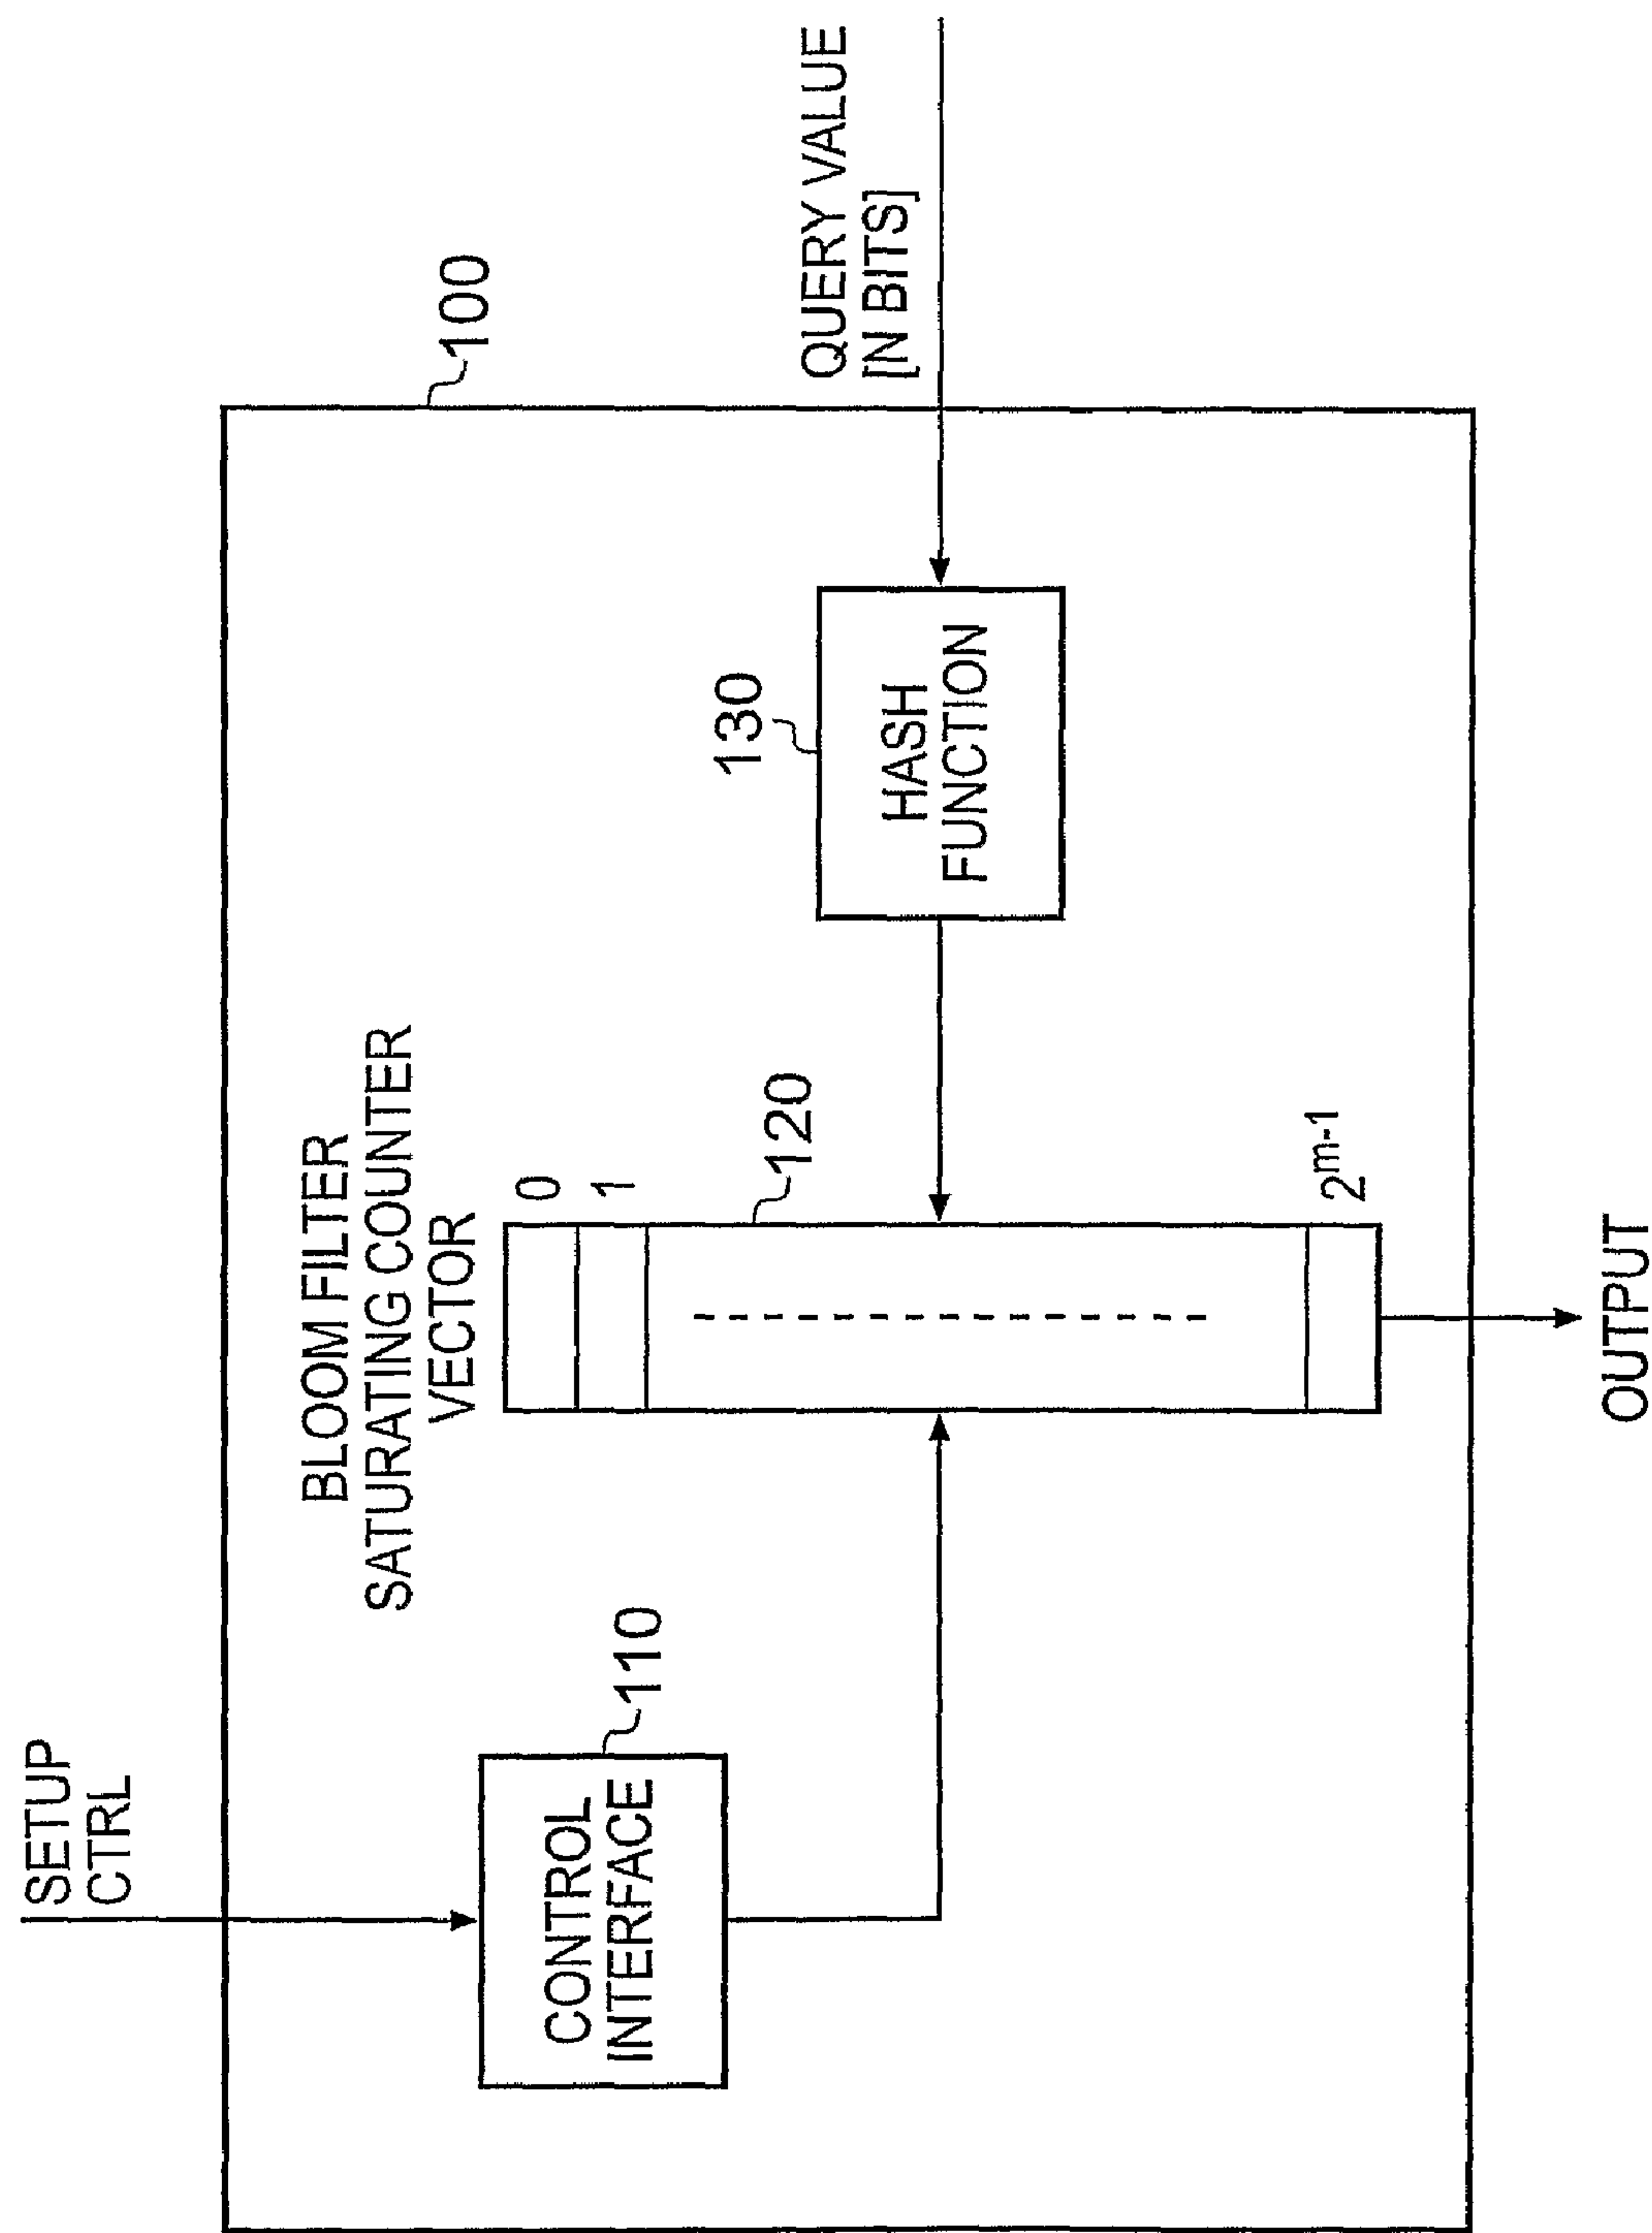 SETUP
CTRL
CONTROL
INTERFACE
110
BLOOM FILTER
SATURATING COUNTER
VECTOR
0
1
120
2^{m-1}
OUTPUT
130
HASH
FUNCTION
100
QUERY VALUE
[N BITS]